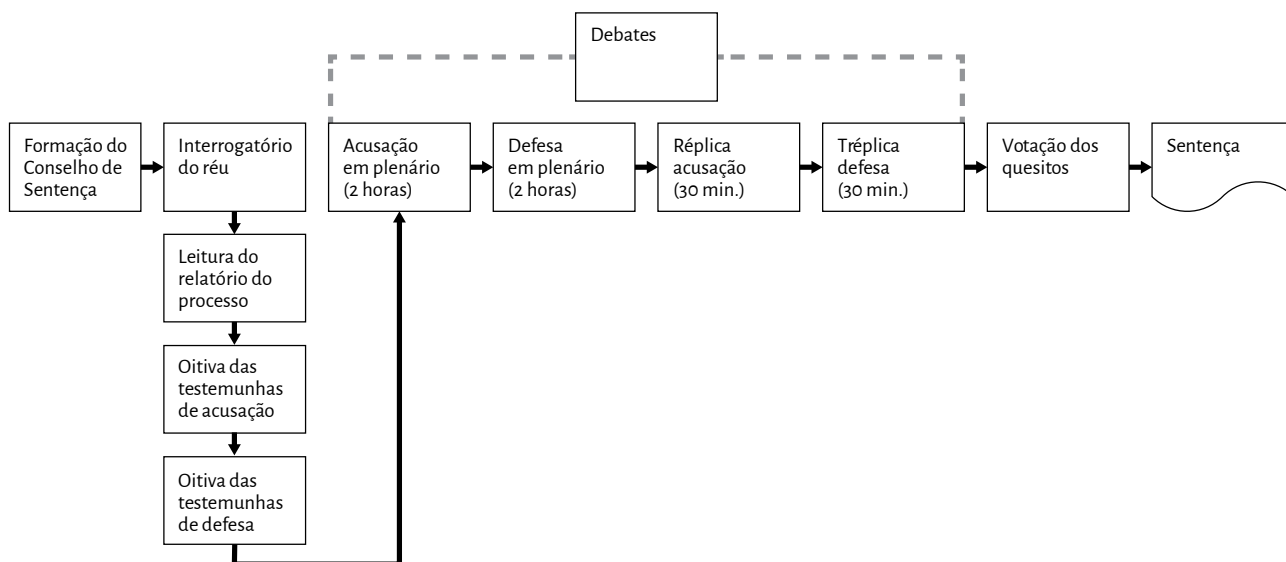 Debates
Formação do
Conselho de
Sentença
Interrogatório
do réu
Leitura do
relatório do
processo
Oitiva das
testemunhas
de acusação
Oitiva das
testemunhas
de defesa
Acusação
em plenário
(2 horas)
Defesa
em plenário
(2 horas)
Réplica
acusação
(30 min.)
Tréplica
defesa
(30 min.)
Votação dos
quesitos
Sentença